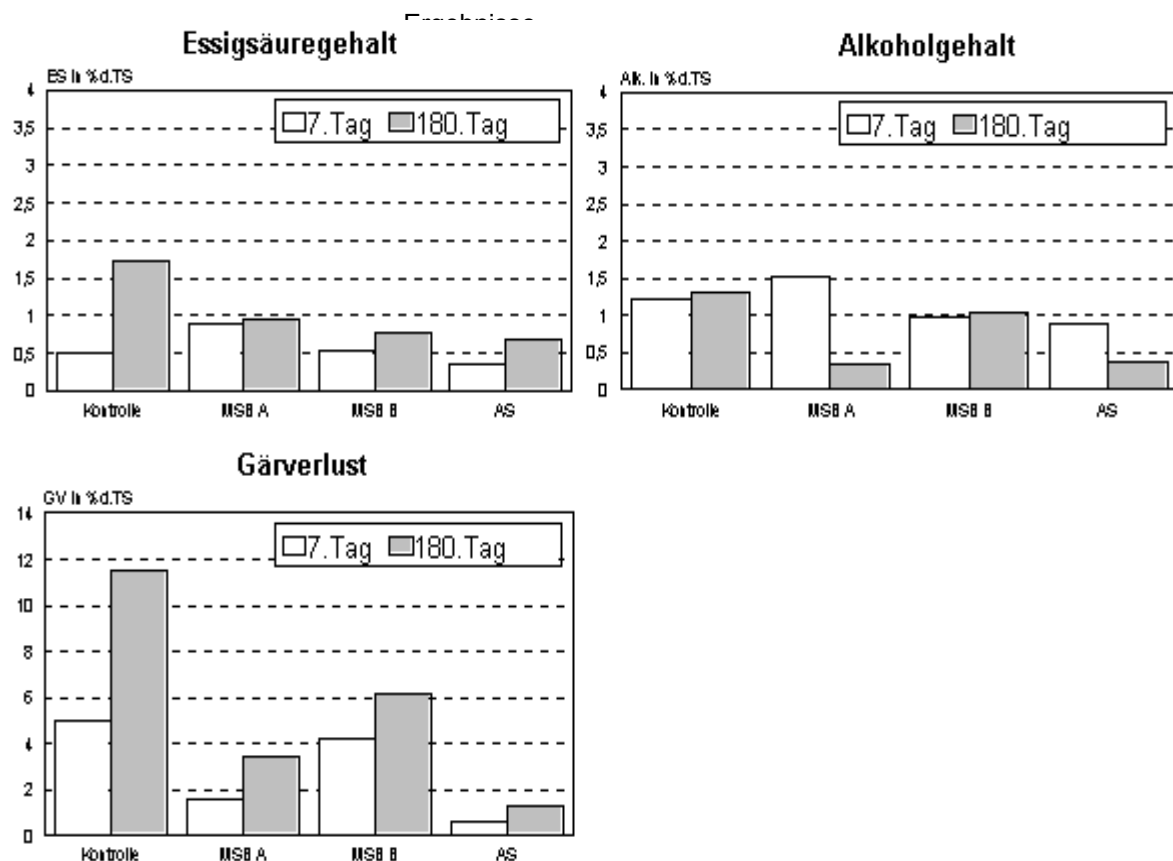 Ergebnisse
Essigsäuregehalt
ES in %d.TS
7.Tag 180.Tag
4
3,5
3
2,5
2
1,5
1
0,5
0
Kontrolle MSB A MSB B AS
Alkoholgehalt
Alk. in %d.TS
7.Tag 180.Tag
4
3,5
3
2,5
2
1,5
1
0,5
0
Kontrolle MSB A MSB B AS
Gärverlust
GV in %d.TS
7.Tag 180.Tag
14
12
10
8
6
4
2
0
Kontrolle MSB A MSB B AS